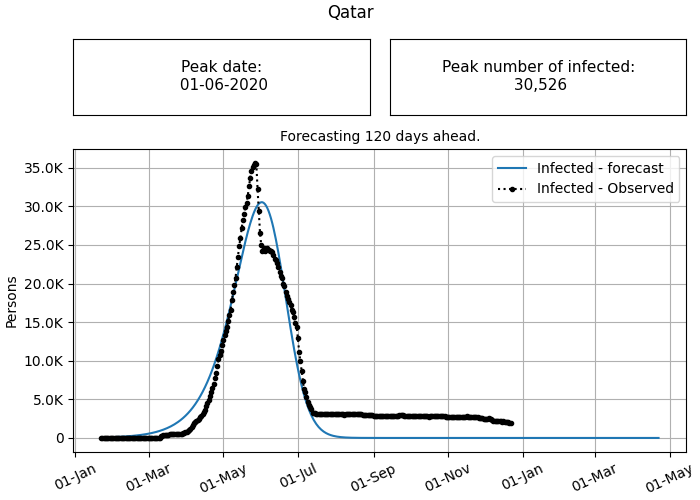 Qatar
Peak date:
01-06-2020
Peak number of infected:
30,526
Forecasting 120 days ahead.
Infected - forecast
Infected - Observed
35.0K
30.0K
25.0K
20.0K
15.0K
10.0K
5.0K
0
Persons
01-Jan
01-Mar
01-May
01-Jul
01-Sep
01-Nov
01-Jan
01-Mar
01-May